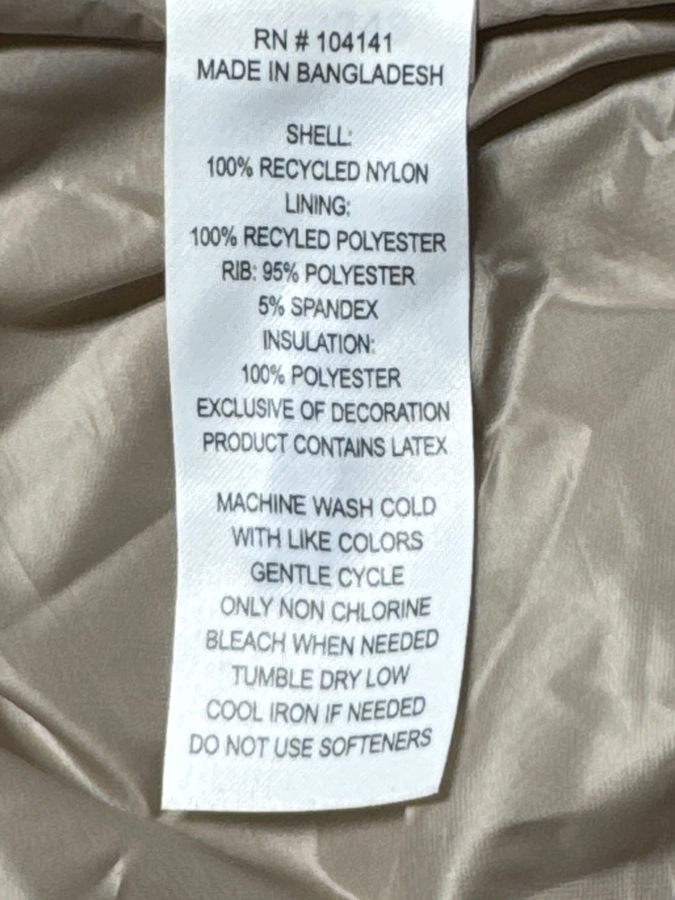 RN # 104141
MADE IN BANGLADESH
SHELL:
100% RECYCLED NYLON
LINING:
100% RECYLED POLYESTER
RIB: 95% POLYESTER
5% SPANDEX
INSULATION:
100% POLYESTER
EXCLUSIVE OF DECORATION
PRODUCT CONTAINS LATEX
MACHINE WASH COLD
WITH LIKE COLORS
GENTLE CYCLE
ONLY NON CHLORINE
BLEACH WHEN NEEDED
TUMBLE DRY LOW
COOL IRON IF NEEDED
DO NOT USE SOFTENERS